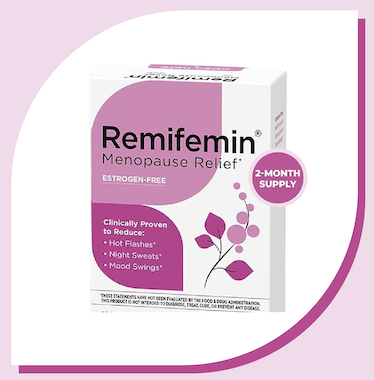 Remifemin®
Menopause Relief*
ESTROGEN-FREE
2-MONTH
SUPPLY
Clinically Proven
to Reduce:
• Hot Flashes*
• Night Sweats*
• Mood Swings*
*THESE STATEMENTS HAVE NOT BEEN EVALUATED BY THE FOOD & DRUG ADMINISTRATION.
THIS PRODUCT IS NOT INTENDED TO DIAGNOSE, TREAT, CURE, OR PREVENT ANY DISEASE.